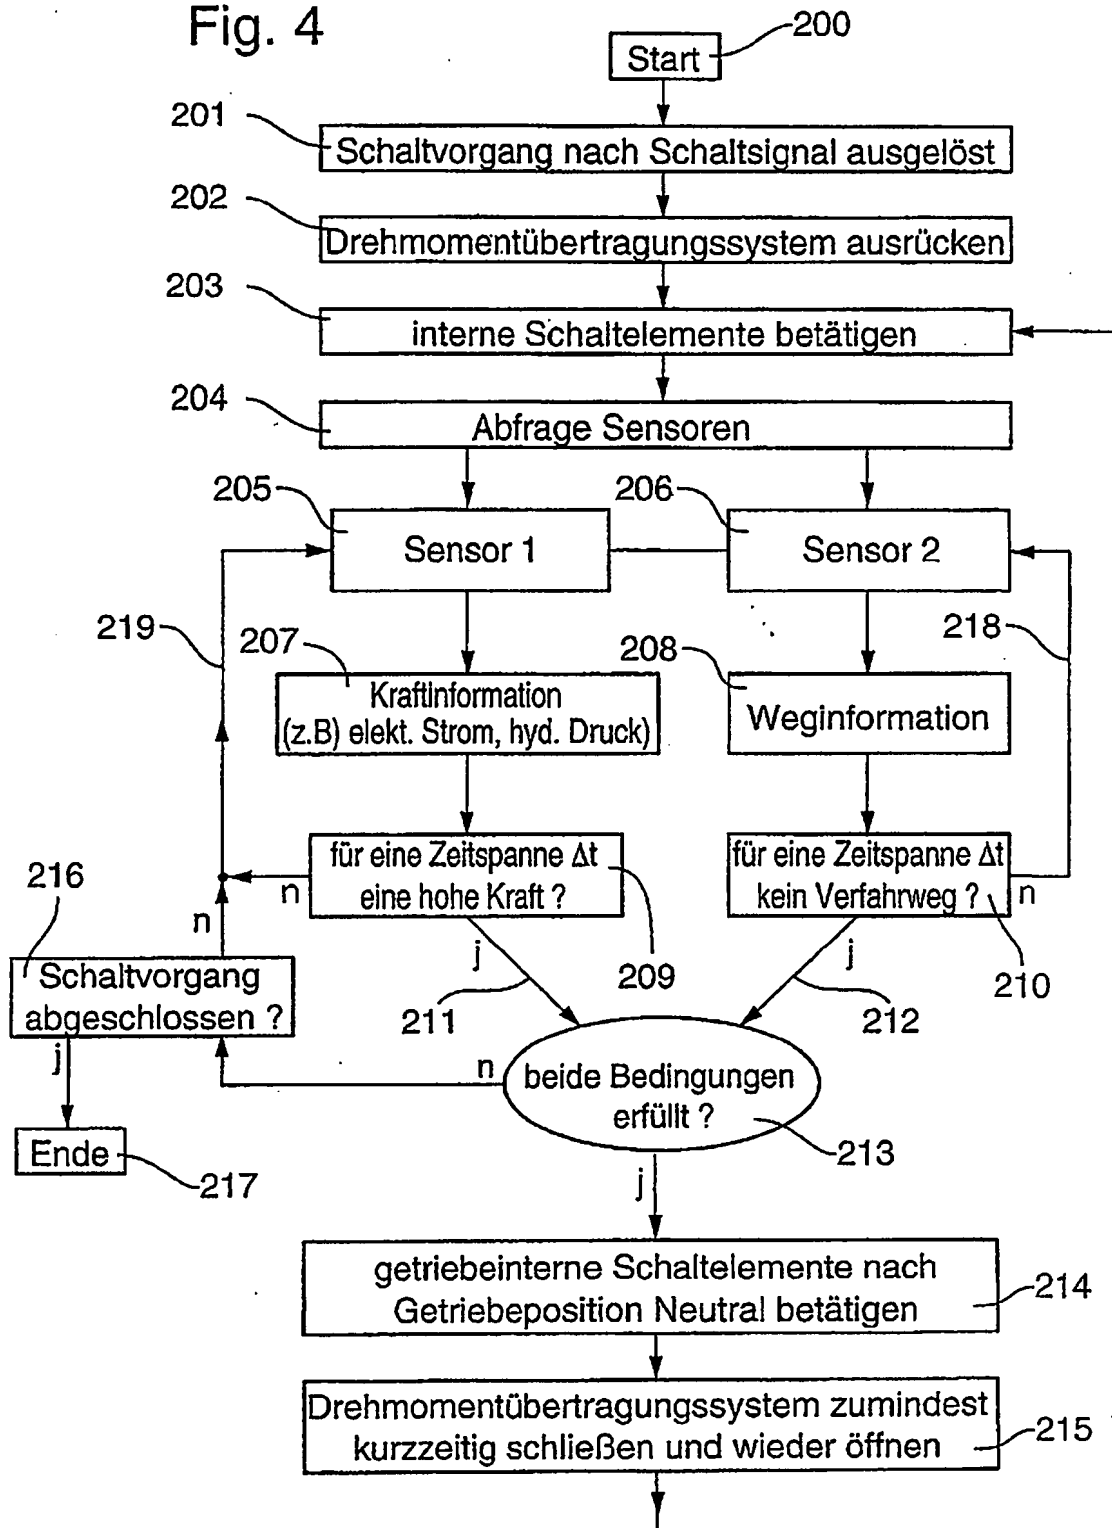 Fig. 4
200
Start
201
Schaltvorgang nach Schaltsignal ausgelöst
202
Drehmomentübertragungssystem ausrücken
203
interne Schaltelemente betätigen
204
Abfrage Sensoren
205
206
Sensor 1
Sensor 2
219
207
208
218
Kraftinformation
(z.B) elekt. Strom, hyd. Druck)
Weginformation
für eine Zeitspanne Δt
eine hohe Kraft ?
für eine Zeitspanne Δt
kein Verfahrweg ?
n
n
216
n
j
j
209
210
Schaltvorgang
abgeschlossen ?
211
212
j
n
beide Bedingungen
erfüllt ?
Ende
213
217
j
getriebeinterne Schaltelemente nach
Getriebeposition Neutral betätigen
214
Drehmomentübertragungssystem zumindest
kurzzeitig schließen und wieder öffnen
215